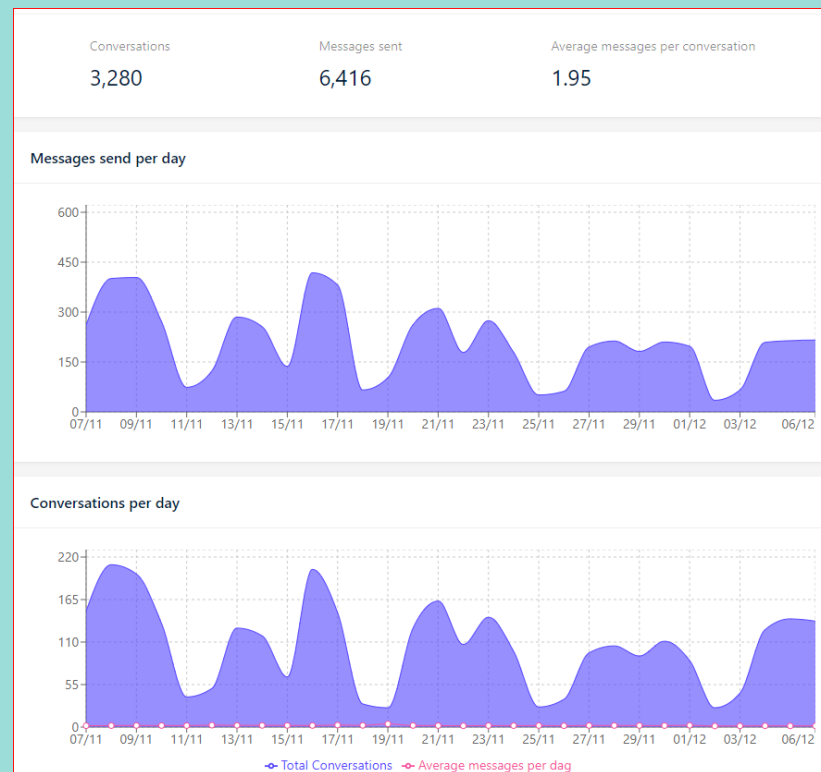 Conversations Messages sent Average messages per conversation
3,280 6,416 1.95
Messages send per day
600
450
300
150
0
07/11 09/11 11/11 13/11 15/11 17/11 19/11 21/11 23/11 25/11 27/11 29/11 01/12 03/12 06/12
Conversations per day
220
165
110
55
0
07/11 09/11 11/11 13/11 15/11 17/11 19/11 21/11 23/11 25/11 27/11 29/11 01/12 03/12 06/12
Total Conversations Average messages per dag